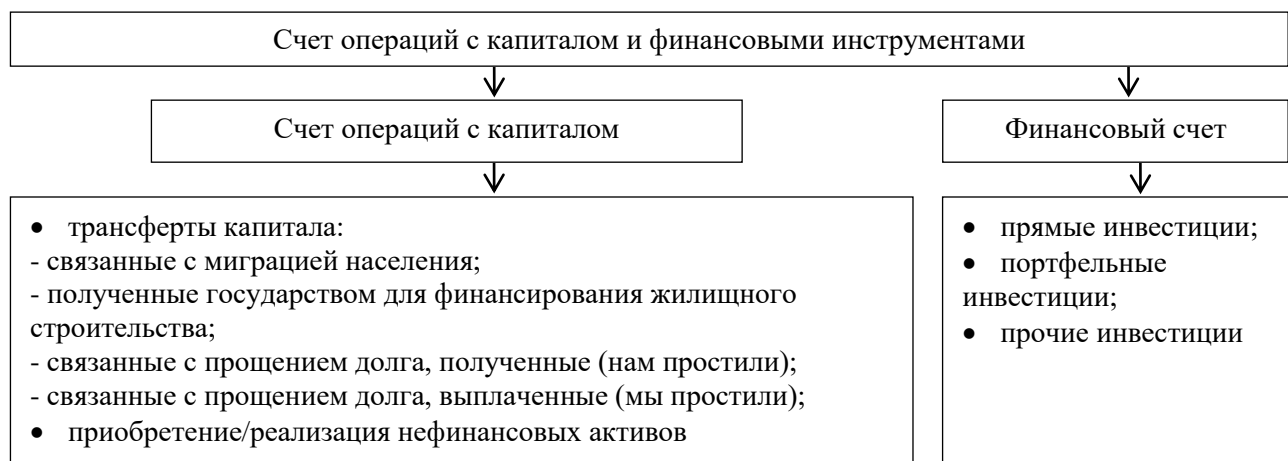 Счет операций с капиталом и финансовыми инструментами
Счет операций с капиталом
Финансовый счет
• трансферты капитала:
- связанные с миграцией населения;
- полученные государством для финансирования жилищного
строительства;
- связанные с прощением долга, полученные (нам простили);
- связанные с прощением долга, выплаченные (мы простили);
• приобретение/реализация нефинансовых активов
• прямые инвестиции;
• портфельные
инвестиции;
• прочие инвестиции